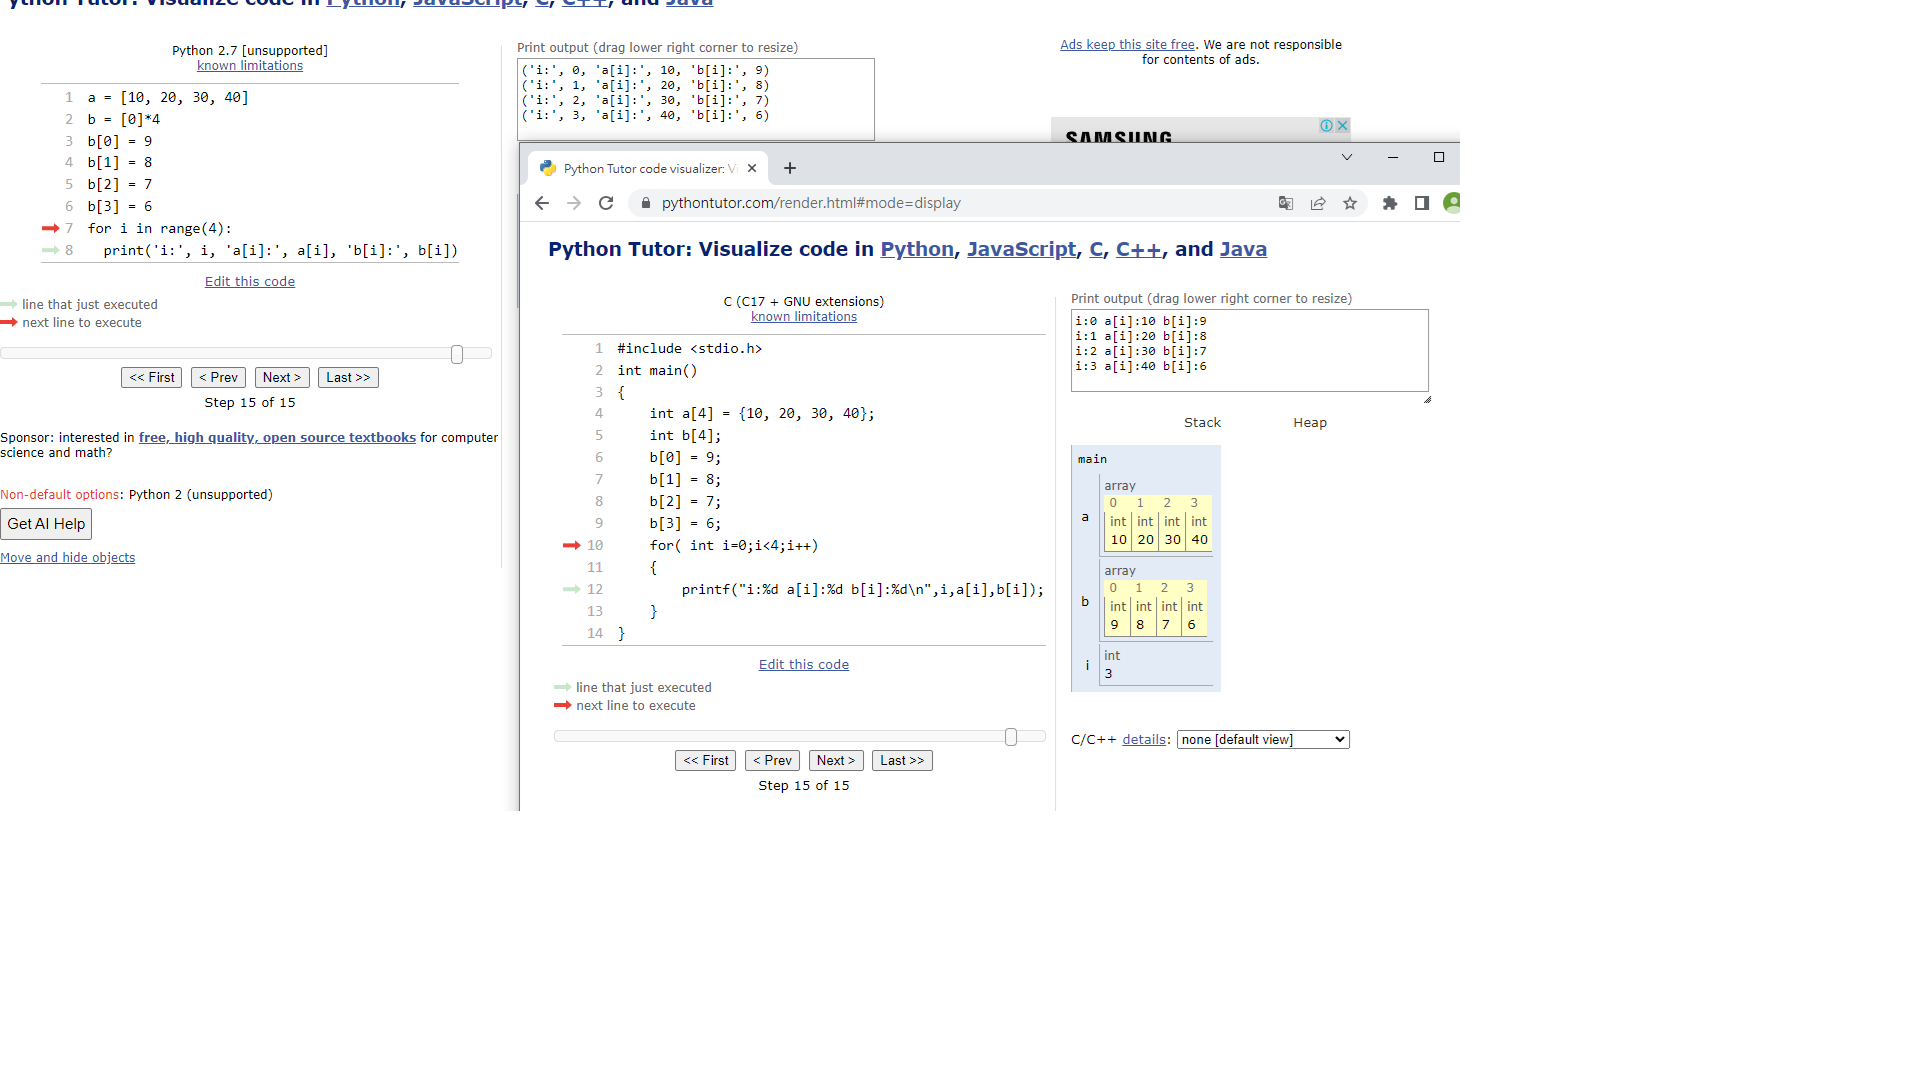 ython Tutor: Visualize code in Python, JavaScript, C, C++, and Java
Python 2.7 [unsupported]
known limitations
1 a = [10, 20, 30, 40]
2 b = [0]*4
3 b[0] = 9
4 b[1] = 8
5 b[2] = 7
6 b[3] = 6
7 for i in range(4):
8 print('i:', i, 'a[i]:', a[i], 'b[i]:', b[i])
Edit this code
line that just executed
next line to execute
<< First < Prev Next > Last >>
Step 15 of 15
Sponsor: interested in free, high quality, open source textbooks for computer
science and math?
Non-default options: Python 2 (unsupported)
Get AI Help
Move and hide objects
Print output (drag lower right corner to resize)
('i:', 0, 'a[i]:', 10, 'b[i]:', 9)
('i:', 1, 'a[i]:', 20, 'b[i]:', 8)
('i:', 2, 'a[i]:', 30, 'b[i]:', 7)
('i:', 3, 'a[i]:', 40, 'b[i]:', 6)
Ads keep this site free. We are not responsible
for contents of ads.
SAMSUNG
Python Tutor code visualizer: Vi
pythontutor.com/render.html#mode=display
Python Tutor: Visualize code in Python, JavaScript, C, C++, and Java
C (C17 + GNU extensions)
known limitations
1 #include <stdio.h>
2 int main()
3 {
4 int a[4] = {10, 20, 30, 40};
5 int b[4];
6 b[0] = 9;
7 b[1] = 8;
8 b[2] = 7;
9 b[3] = 6;
10 for( int i=0;i<4;i++)
11 {
12 printf("i:%d a[i]:%d b[i]:%d\n",i,a[i],b[i]);
13 }
14 }
Edit this code
line that just executed
next line to execute
<< First < Prev Next > Last >>
Step 15 of 15
Print output (drag lower right corner to resize)
i:0 a[i]:10 b[i]:9
i:1 a[i]:20 b[i]:8
i:2 a[i]:30 b[i]:7
i:3 a[i]:40 b[i]:6
Stack Heap
main
array
0 1 2 3
a
int int int int
10 20 30 40
array
0 1 2 3
b
int int int int
9 8 7 6
int
i
3
C/C++ details: none [default view]